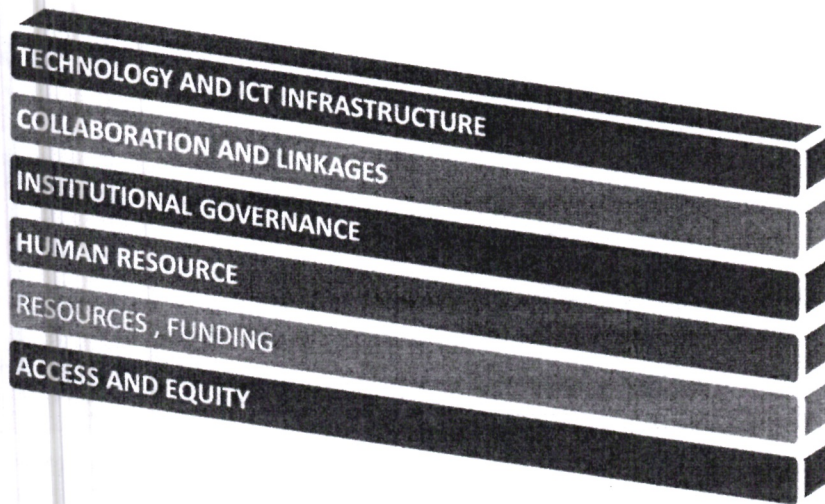 TECHNOLOGY AND ICT INFRASTRUCTURE
COLLABORATION AND LINKAGES
INSTITUTIONAL GOVERNANCE
HUMAN RESOURCE
RESOURCES , FUNDING
ACCESS AND EQUITY